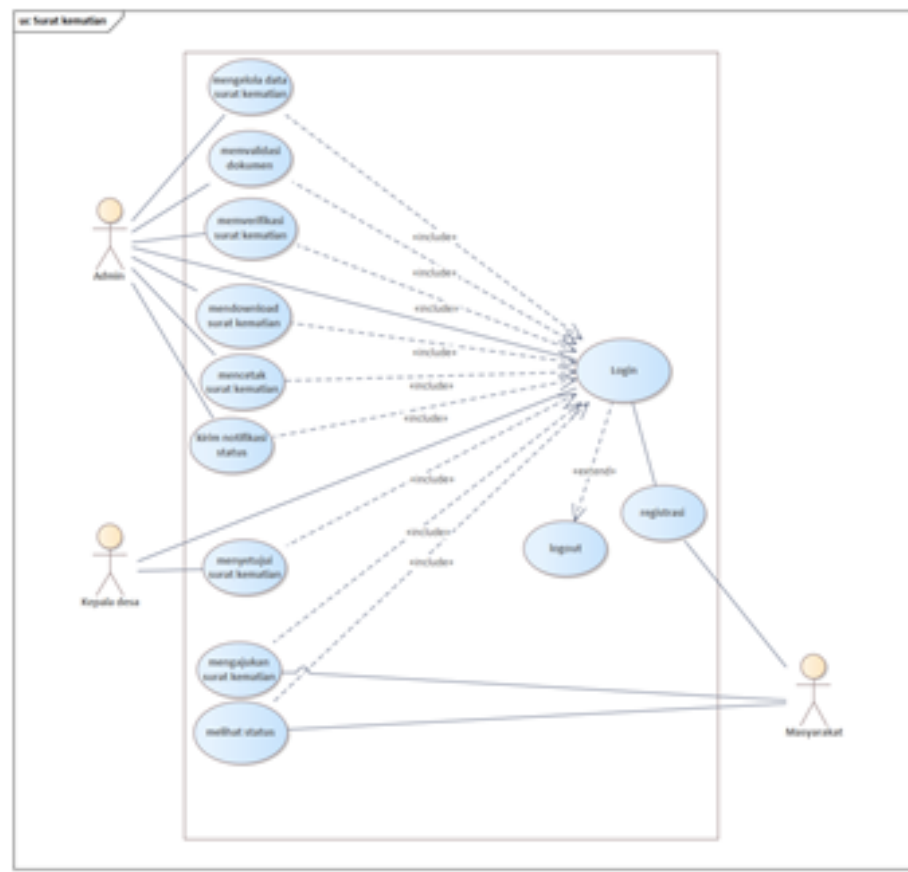 uc Surat kematian
mengelola data
surat kematian
memvalidasi
dokumen
memverifikasi
surat kematian
Admin
mendownload
surat kematian
mencetak
surat kematian
kirim notifikasi
status
«include»
«include»
«include»
«include»
«include»
«include»
Login
«include»
«extend»
registrasi
logout
«include»
«include»
Kepala desa
menyetujui
surat kematian
mengajukan
surat kematian
melihat status
Masyarakat